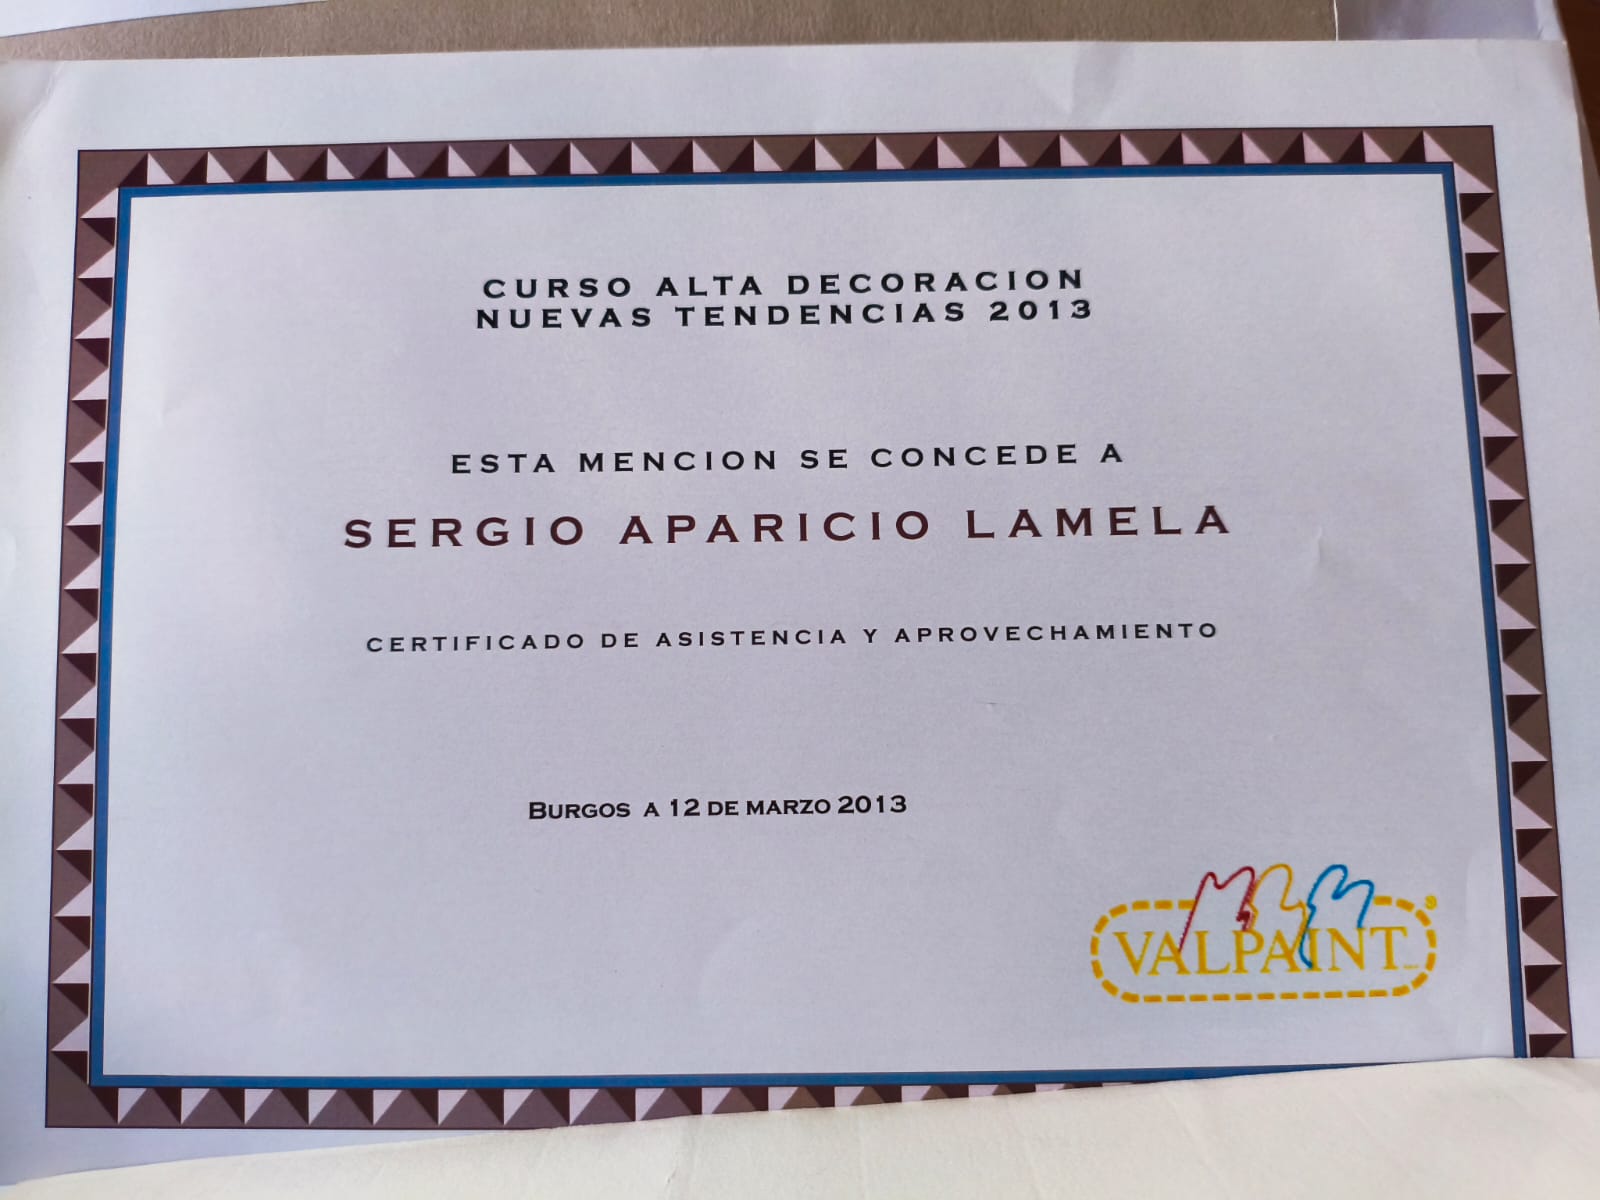 CURSO ALTA DECORACION
NUEVAS TENDENCIAS 2013
ESTA MENCION SE CONCEDE A
SERGIO APARICIO LAMELA
CERTIFICADO DE ASISTENCIA Y APROVECHAMIENTO
BURGOS A 12 DE MARZO 2013
VALPAINT